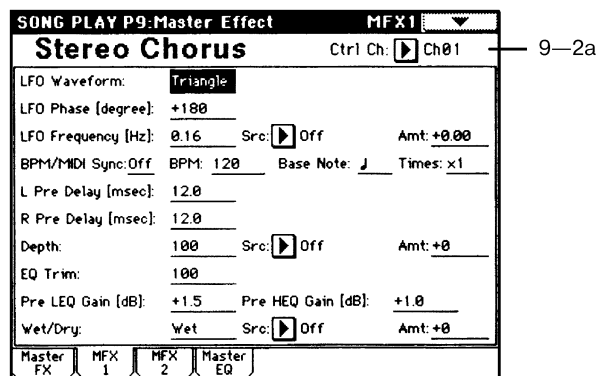 SONG PLAY P9:Master Effect MFX1
Stereo Chorus Ctrl Ch: Ch01 9—2a
LFO Waveform: Triangle
LFO Phase [degree]: +180
LFO Frequency [Hz]: 0.16 Src: Off Amt: +0.00
BPM/MIDI Sync: Off BPM: 120 Base Note: ♩ Times: x1
L Pre Delay [msec]: 12.0
R Pre Delay [msec]: 12.0
Depth: 100 Src: Off Amt: +0
EQ Trim: 100
Pre LEQ Gain [dB]: +1.5 Pre HEQ Gain [dB]: +1.0
Wet/Dry: Wet Src: Off Amt: +0
Master FX MFX 1 MFX 2 Master EQ